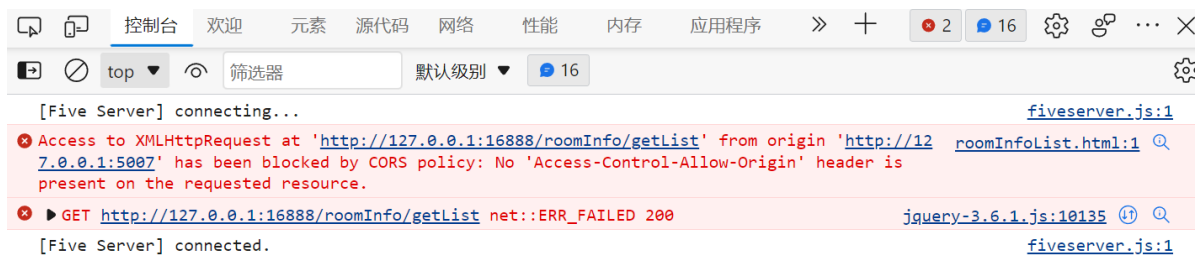 控制台 欢迎 元素 源代码 网络 性能 内存 应用程序 2 16
top 筛选器 默认级别 16
[Five Server] connecting... fiveserver.js:1
Access to XMLHttpRequest at 'http://127.0.0.1:16888/roomInfo/getList' from origin 'http://12 roomInfoList.html:1
7.0.0.1:5007' has been blocked by CORS policy: No 'Access-Control-Allow-Origin' header is
present on the requested resource.
GET http://127.0.0.1:16888/roomInfo/getList net::ERR_FAILED 200 jquery-3.6.1.js:10135
[Five Server] connected. fiveserver.js:1